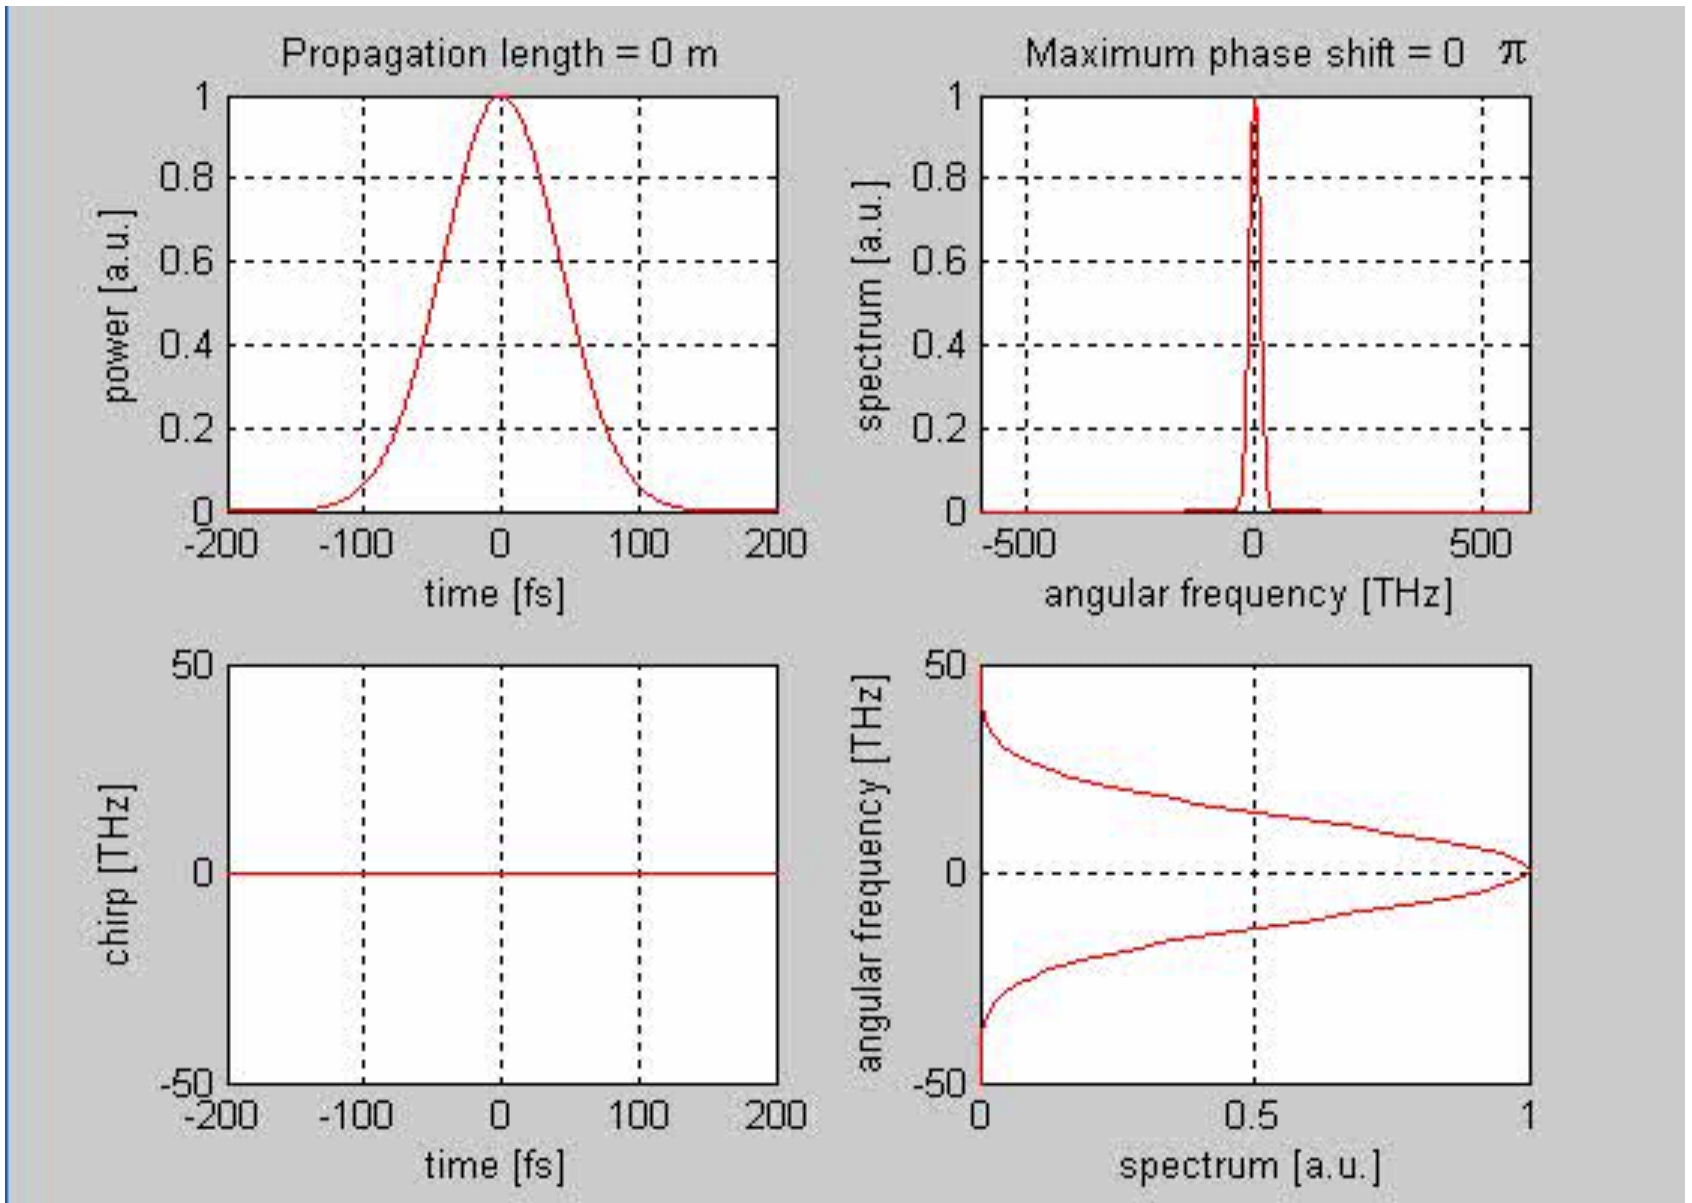 Propagation length = 0 m
1
0.8
0.6
0.4
0.2
0
power [a.u.]
-200 -100 0 100 200
time [fs]
Maximum phase shift = 0 π
1
0.8
0.6
0.4
0.2
0
spectrum [a.u.]
-500 0 500
angular frequency [THz]
50
0
-50
chirp [THz]
-200 -100 0 100 200
time [fs]
50
0
-50
angular frequency [THz]
0 0.5 1
spectrum [a.u.]